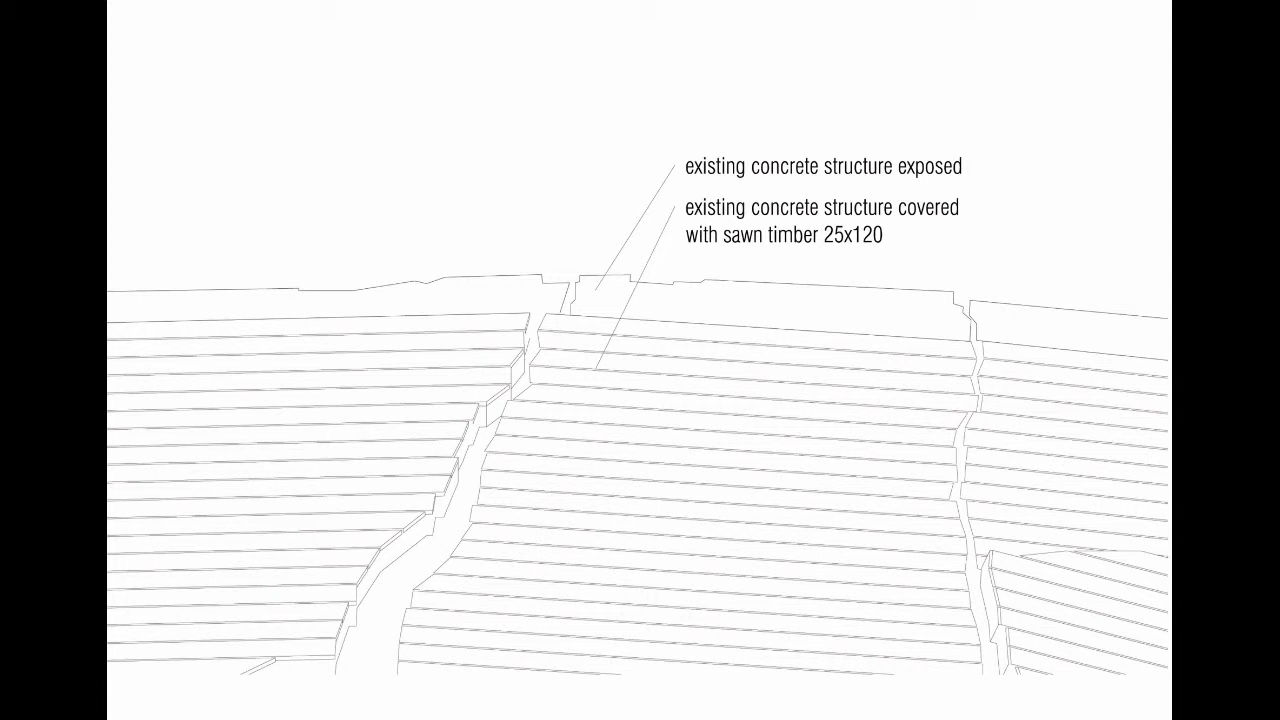 existing concrete structure exposed
existing concrete structure covered
with sawn timber 25x120